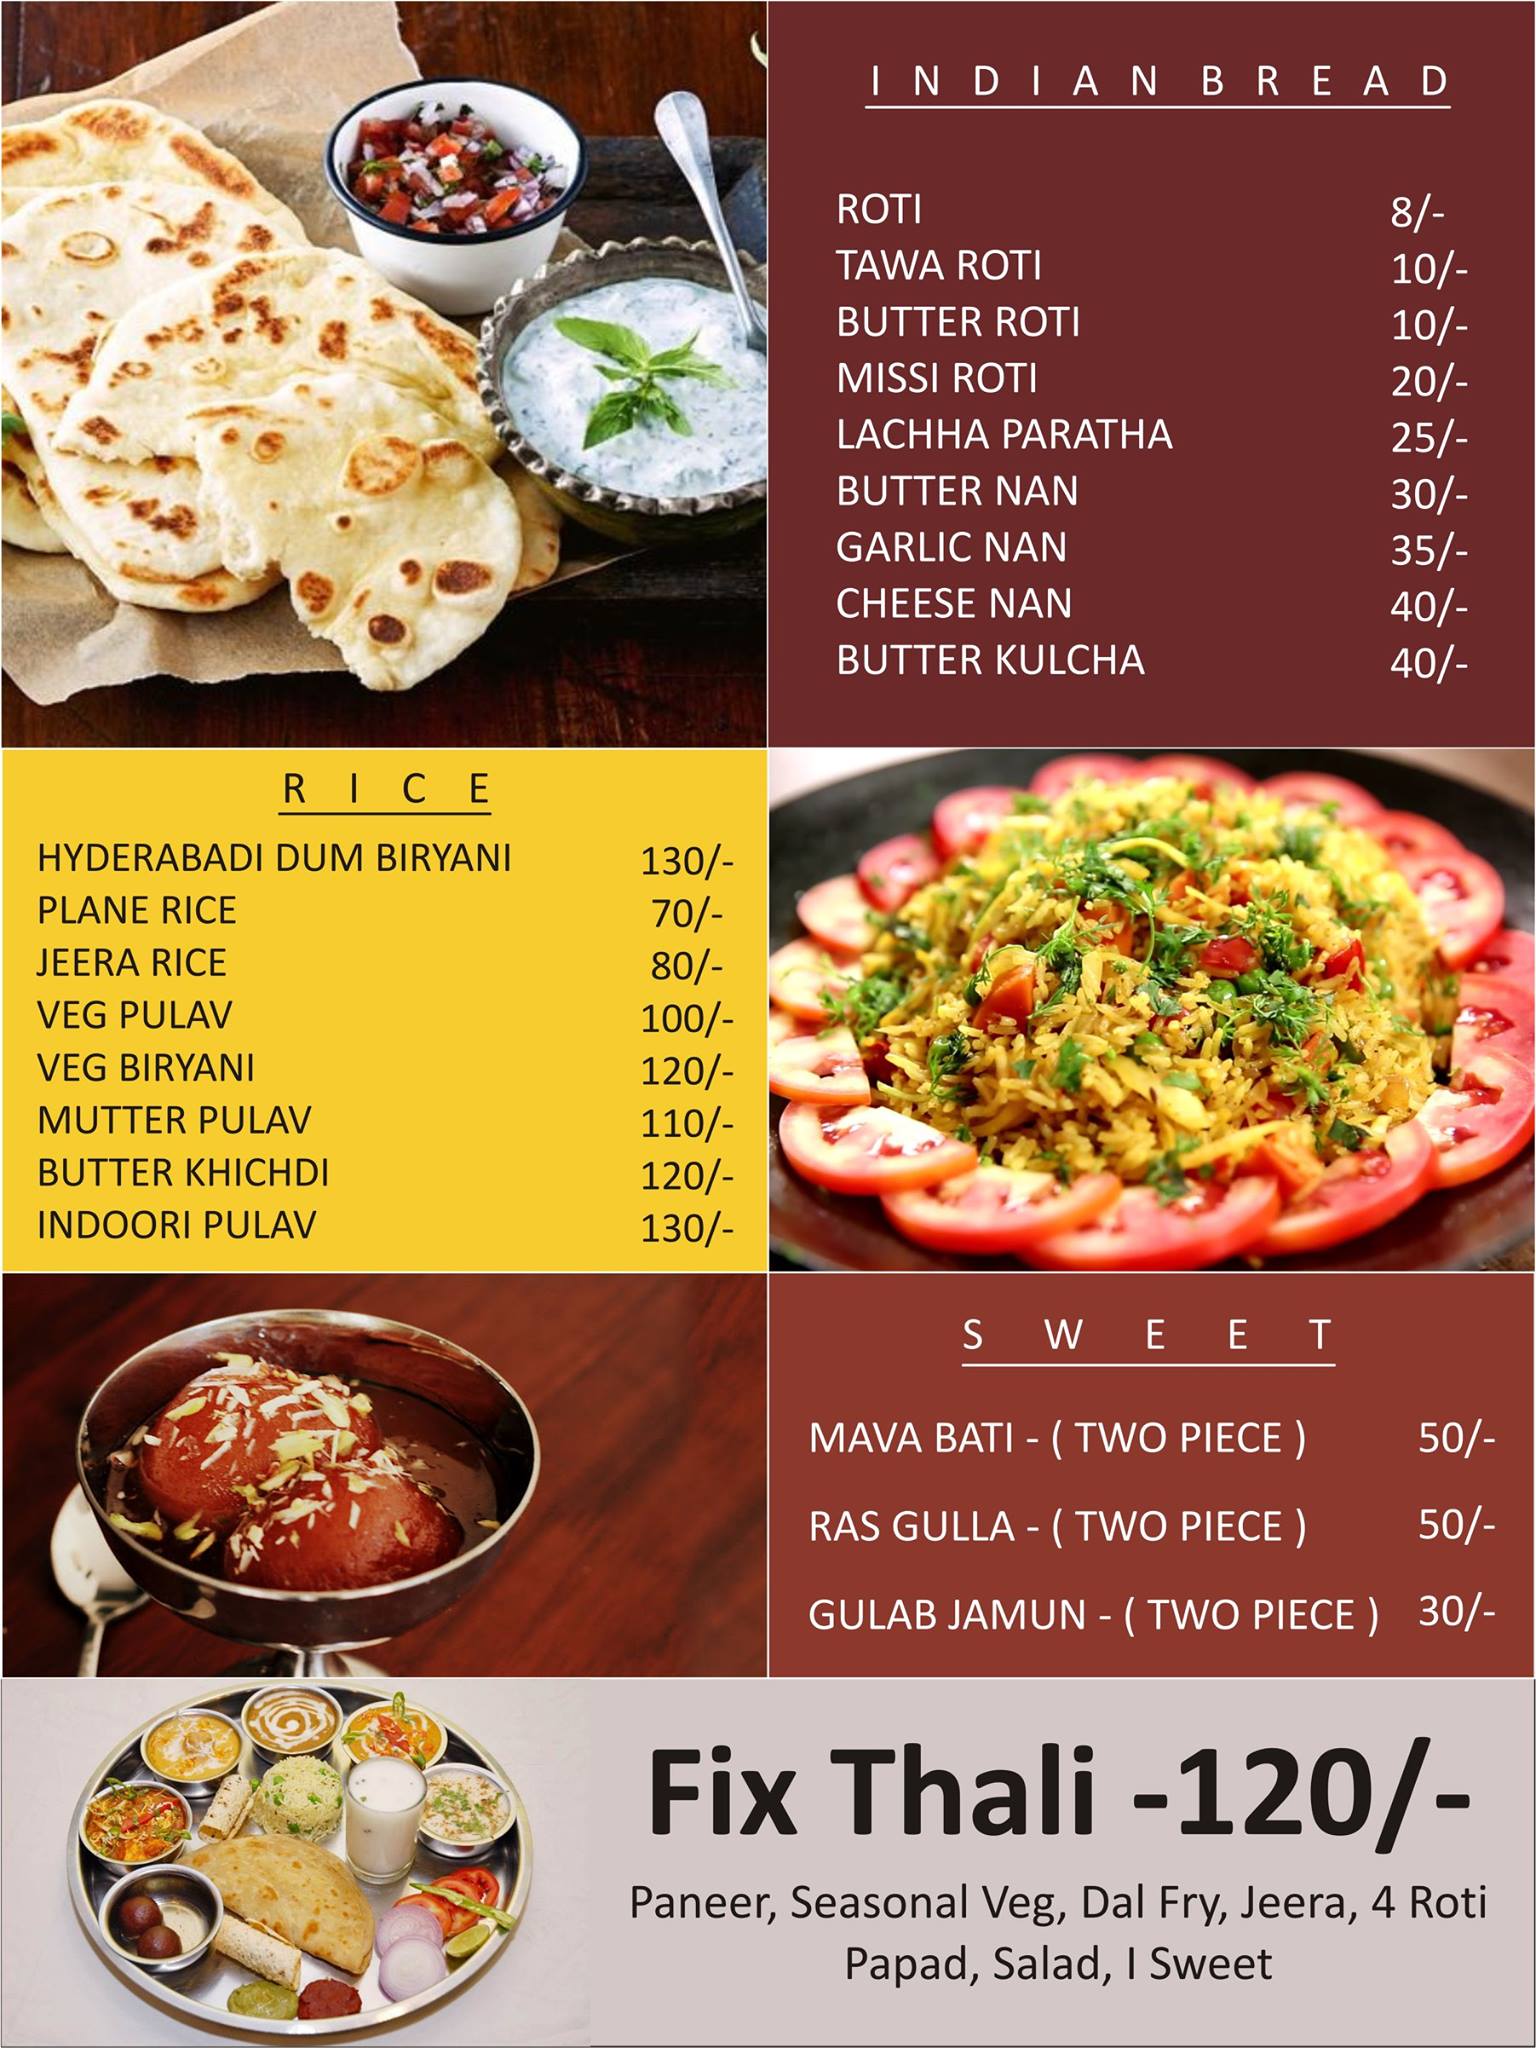 INDIAN BREAD
ROTI 8/-
TAWA ROTI 10/-
BUTTER ROTI 10/-
MISSI ROTI 20/-
LACHHA PARATHA 25/-
BUTTER NAN 30/-
GARLIC NAN 35/-
CHEESE NAN 40/-
BUTTER KULCHA 40/-
RICE
HYDERABADI DUM BIRYANI 130/-
PLANE RICE 70/-
JEERA RICE 80/-
VEG PULAV 100/-
VEG BIRYANI 120/-
MUTTER PULAV 110/-
BUTTER KHICHDI 120/-
INDOORI PULAV 130/-
SWEET
MAVA BATI - ( TWO PIECE ) 50/-
RAS GULLA - ( TWO PIECE ) 50/-
GULAB JAMUN - ( TWO PIECE ) 30/-
Fix Thali -120/-
Paneer, Seasonal Veg, Dal Fry, Jeera, 4 Roti
Papad, Salad, I Sweet